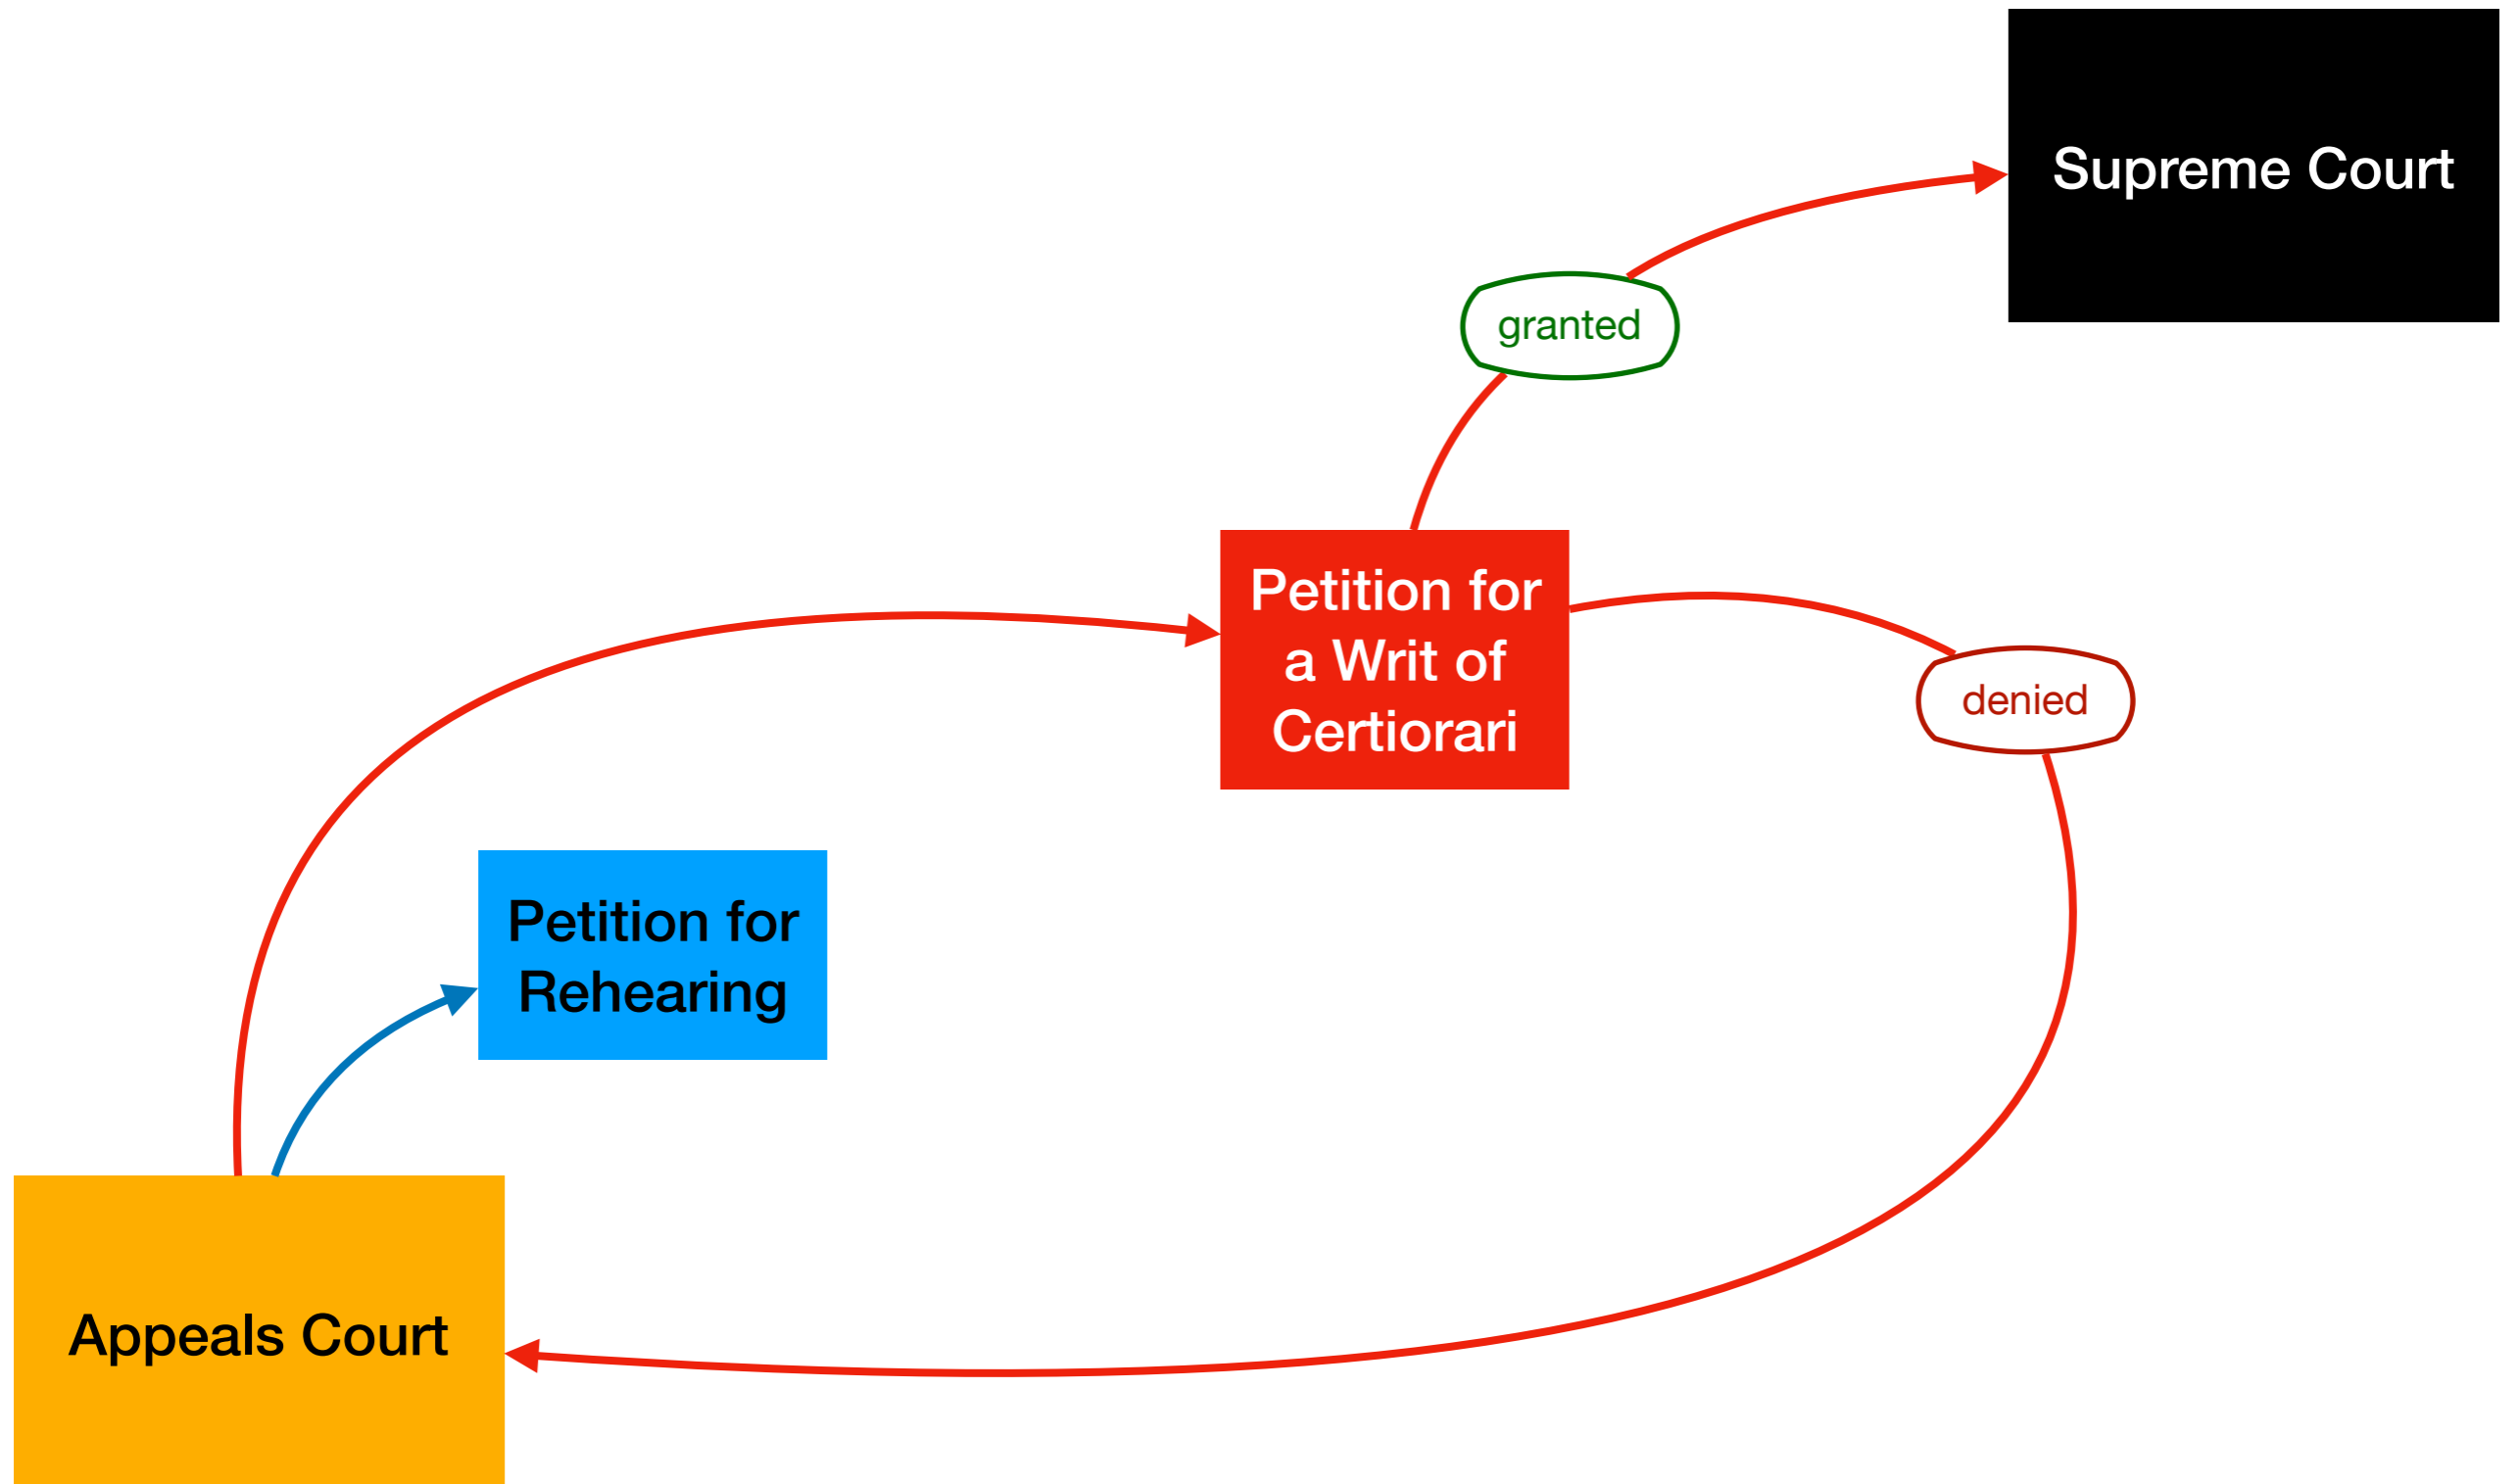 Supreme Court
granted
Petition for
a Writ of
Certiorari
denied
Petition for
Rehearing
Appeals Court